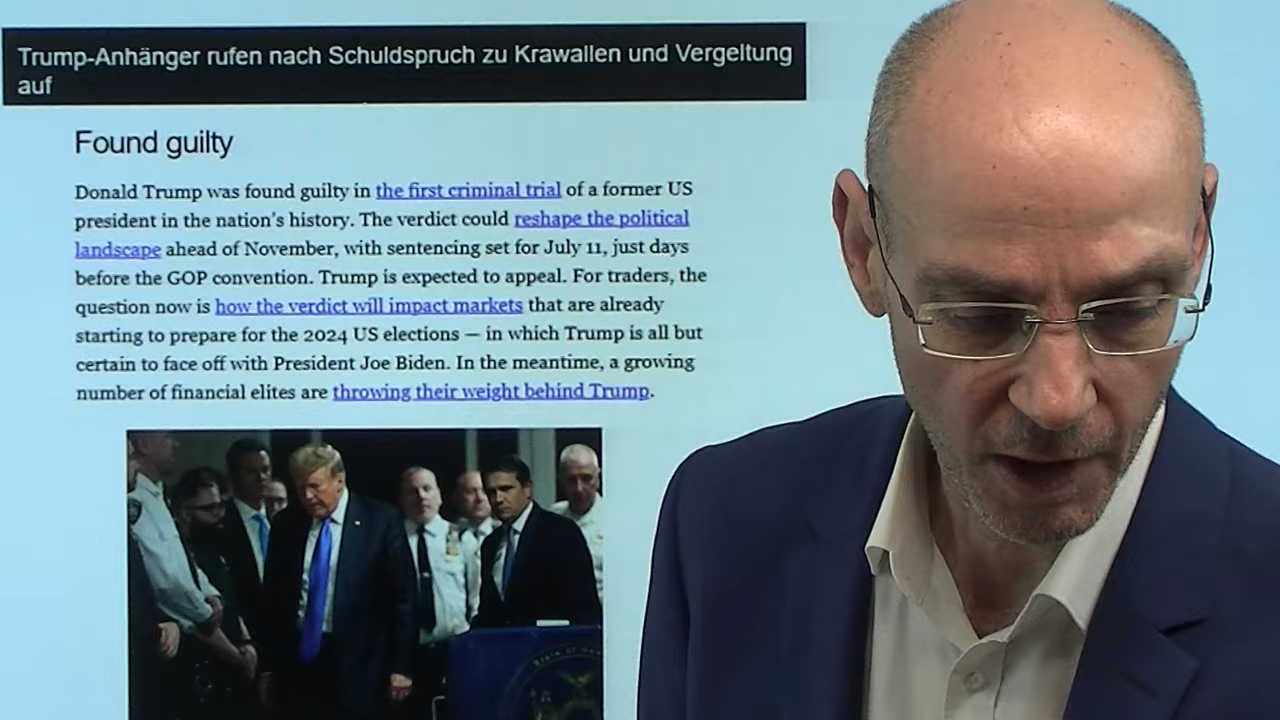 Trump-Anhänger rufen nach Schuldspruch zu Krawallen und Vergeltung
auf
Found guilty
Donald Trump was found guilty in the first criminal trial of a former US
president in the nation's history. The verdict could reshape the political
landscape ahead of November, with sentencing set for July 11, just days
before the GOP convention. Trump is expected to appeal. For traders, the
question now is how the verdict will impact markets that are already
starting to prepare for the 2024 US elections — in which Trump is all but
certain to face off with President Joe Biden. In the meantime, a growing
number of financial elites are throwing their weight behind Trump.